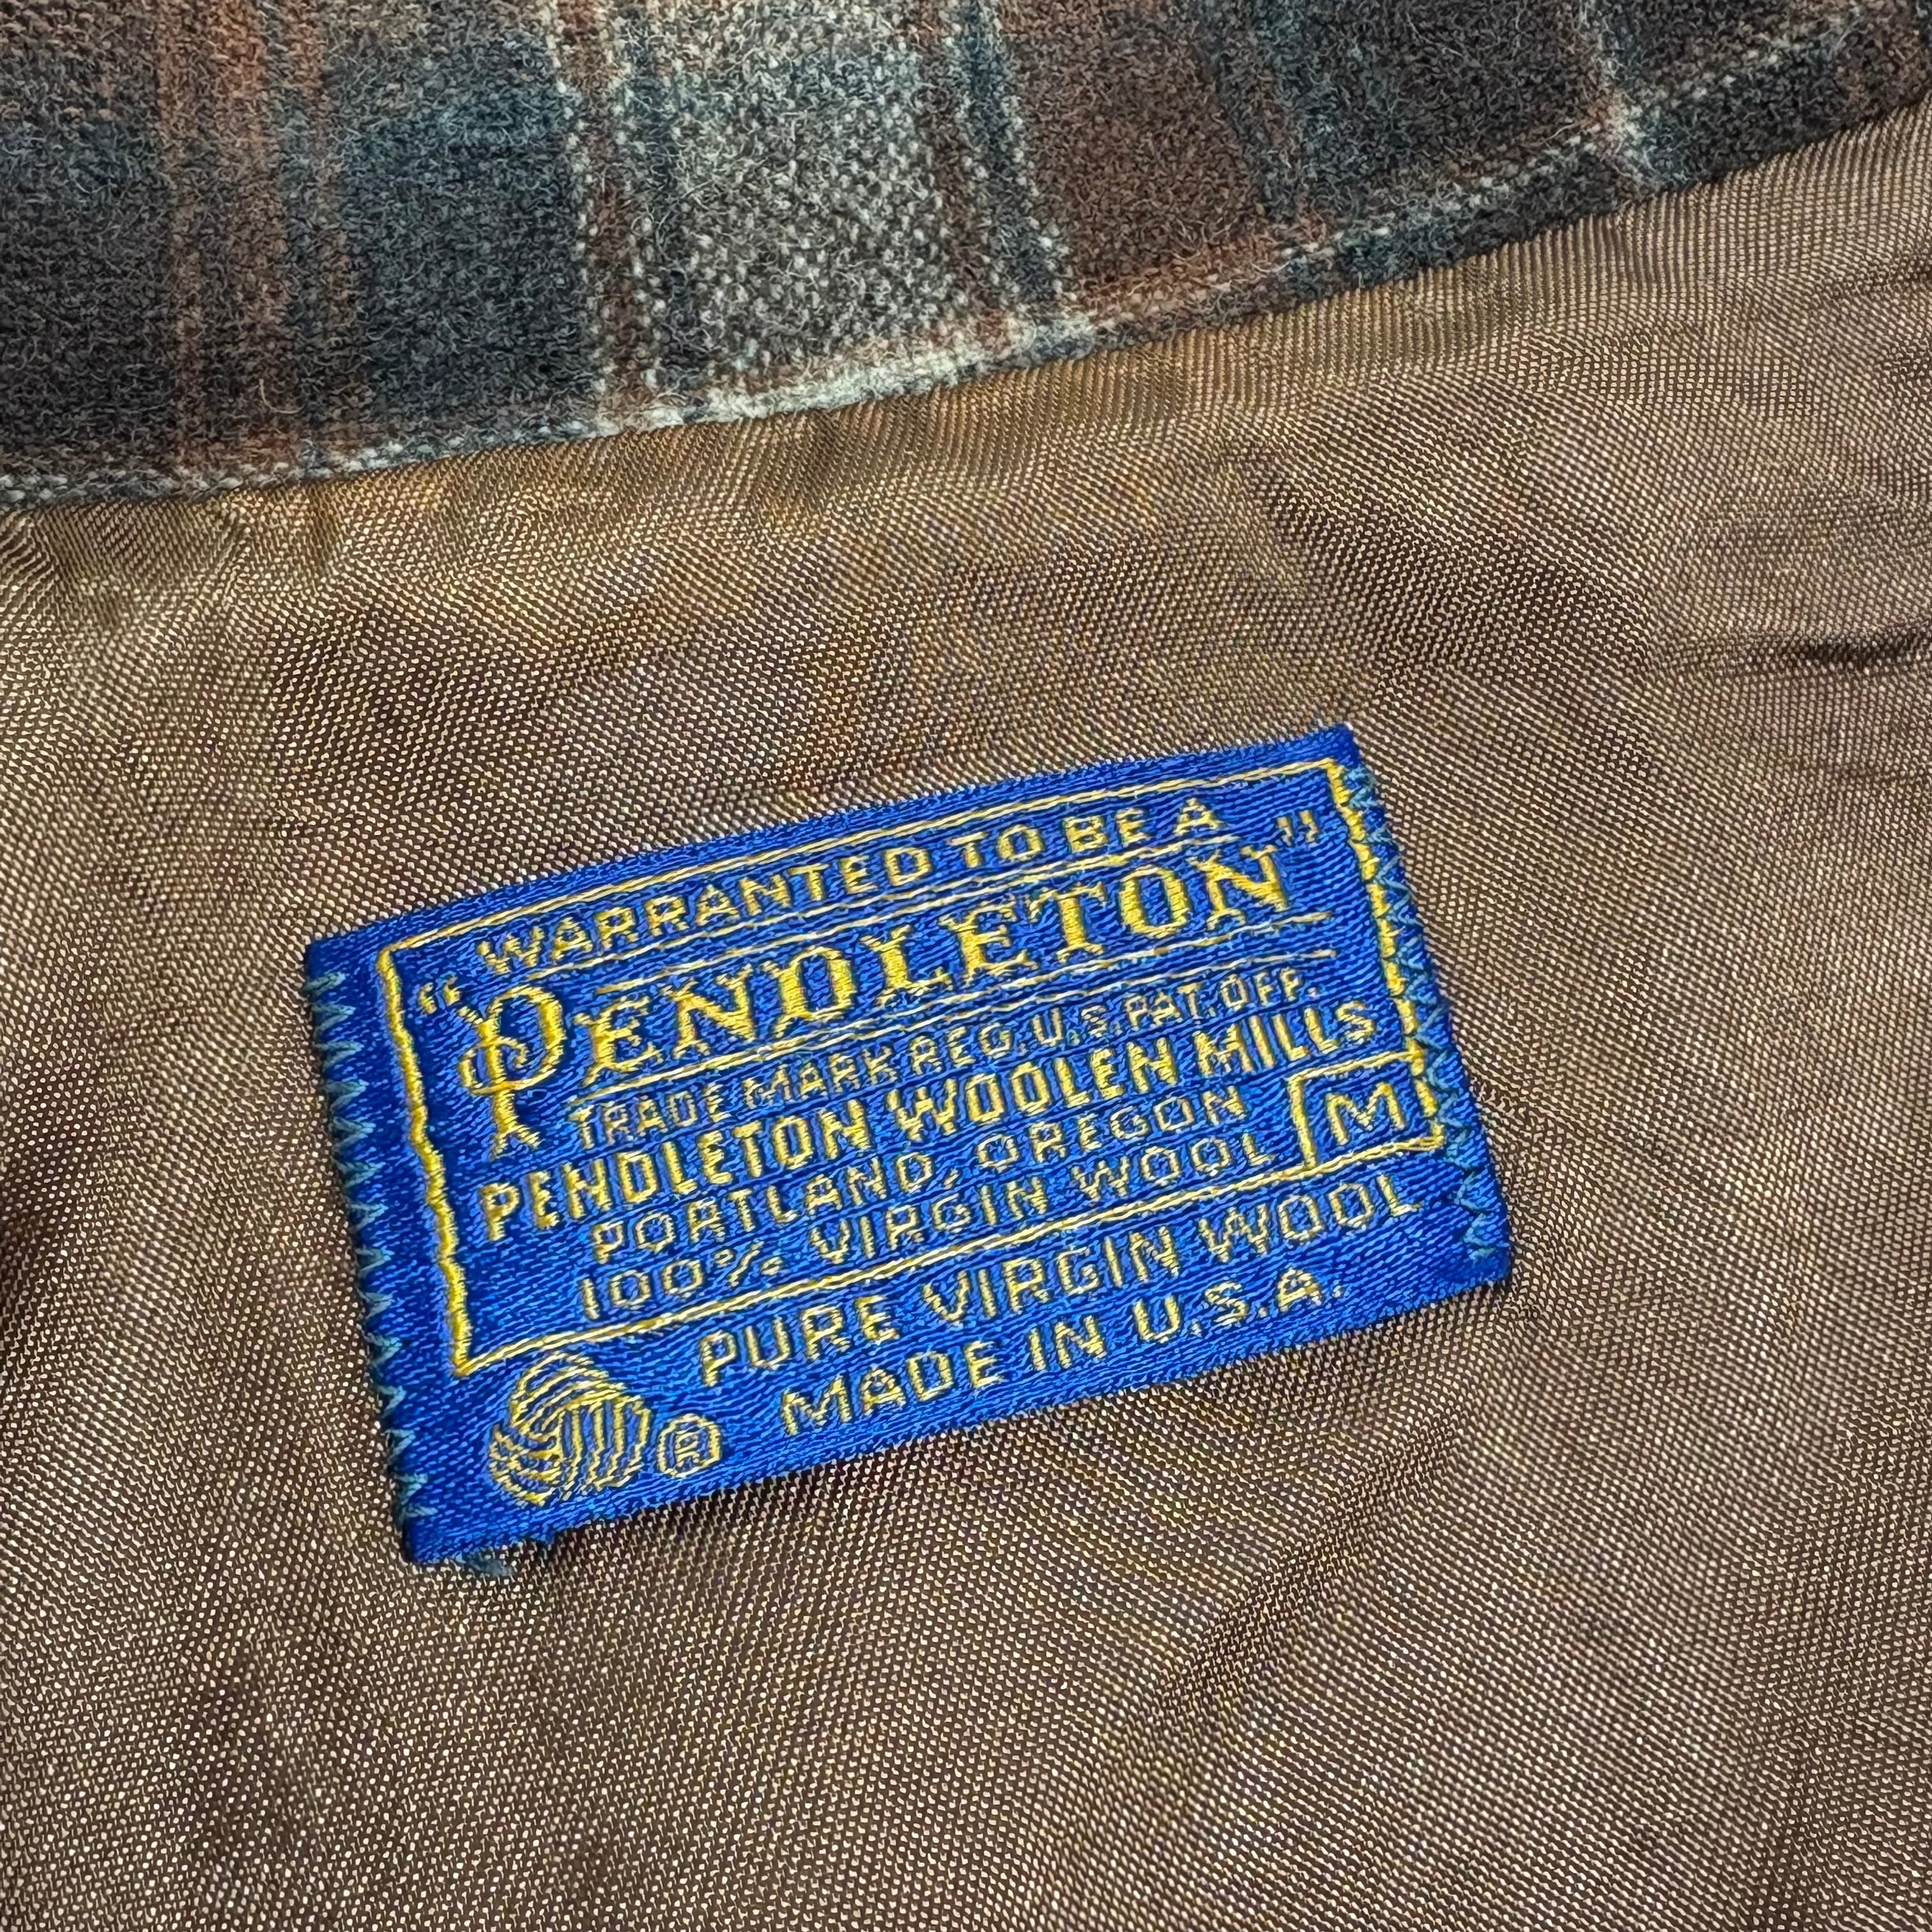 WARRANTED TO BE A
"PENDLETON"
TRADE MARK REG. U.S. PAT. OFF.
PENDLETON WOOLEN MILLS
PORTLAND, OREGON
100% VIRGIN WOOL
M
PURE VIRGIN WOOL
® MADE IN U.S.A.